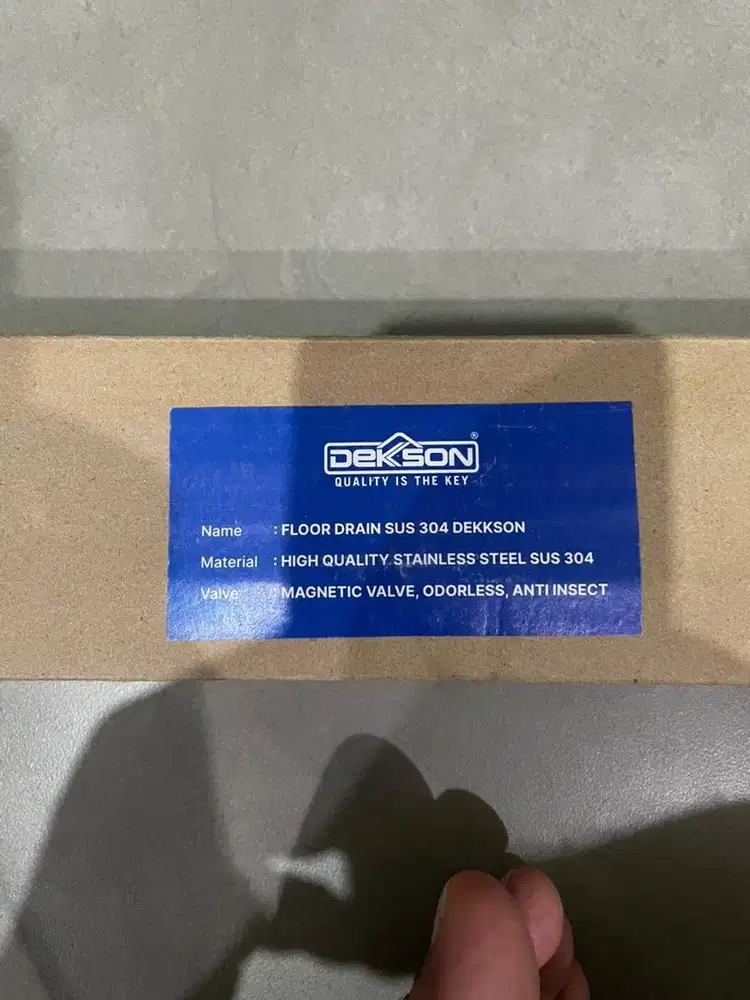 DEKKSON®
QUALITY IS THE KEY
Name : FLOOR DRAIN SUS 304 DEKKSON
Material : HIGH QUALITY STAINLESS STEEL SUS 304
Valve : MAGNETIC VALVE, ODORLESS, ANTI INSECT